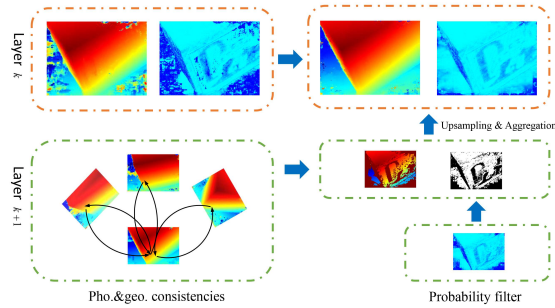 Layer k
Upsampling & Aggregation
Layer k+1
Pho.&geo. consistencies
Probability filter